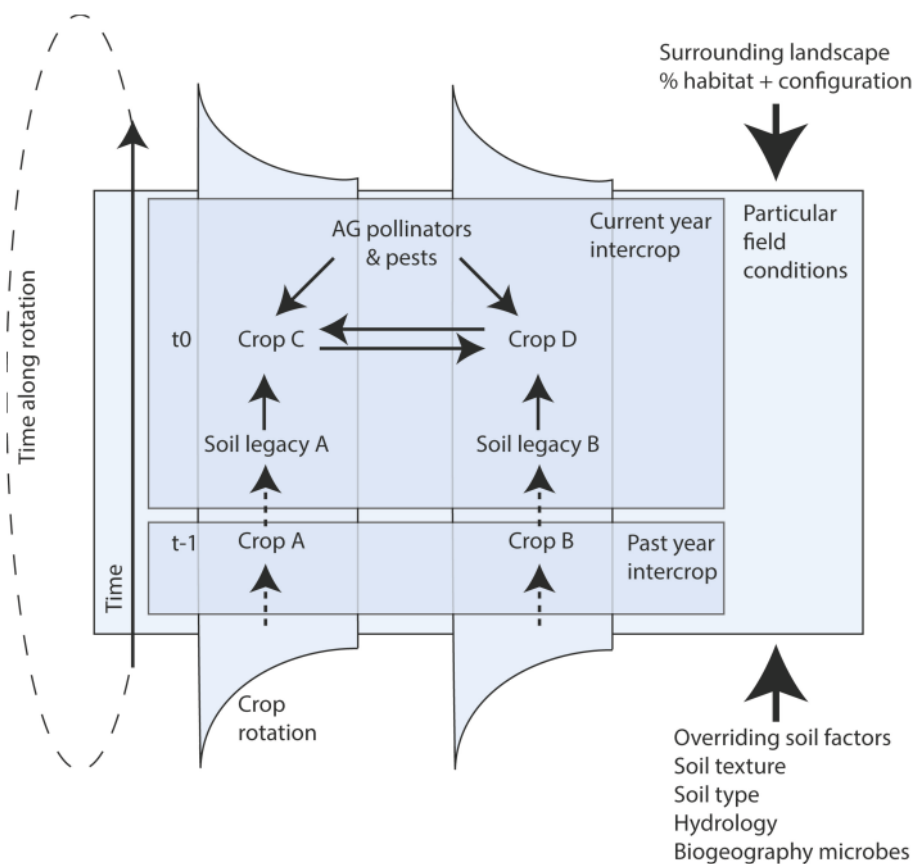 Surrounding landscape
% habitat + configuration
Current year
intercrop
Particular
field
conditions
AG pollinators
& pests
t0
Crop C
Crop D
Soil legacy A
Soil legacy B
t-1
Crop A
Crop B
Past year
intercrop
Time along rotation
Time
Crop
rotation
Overriding soil factors
Soil texture
Soil type
Hydrology
Biogeography microbes